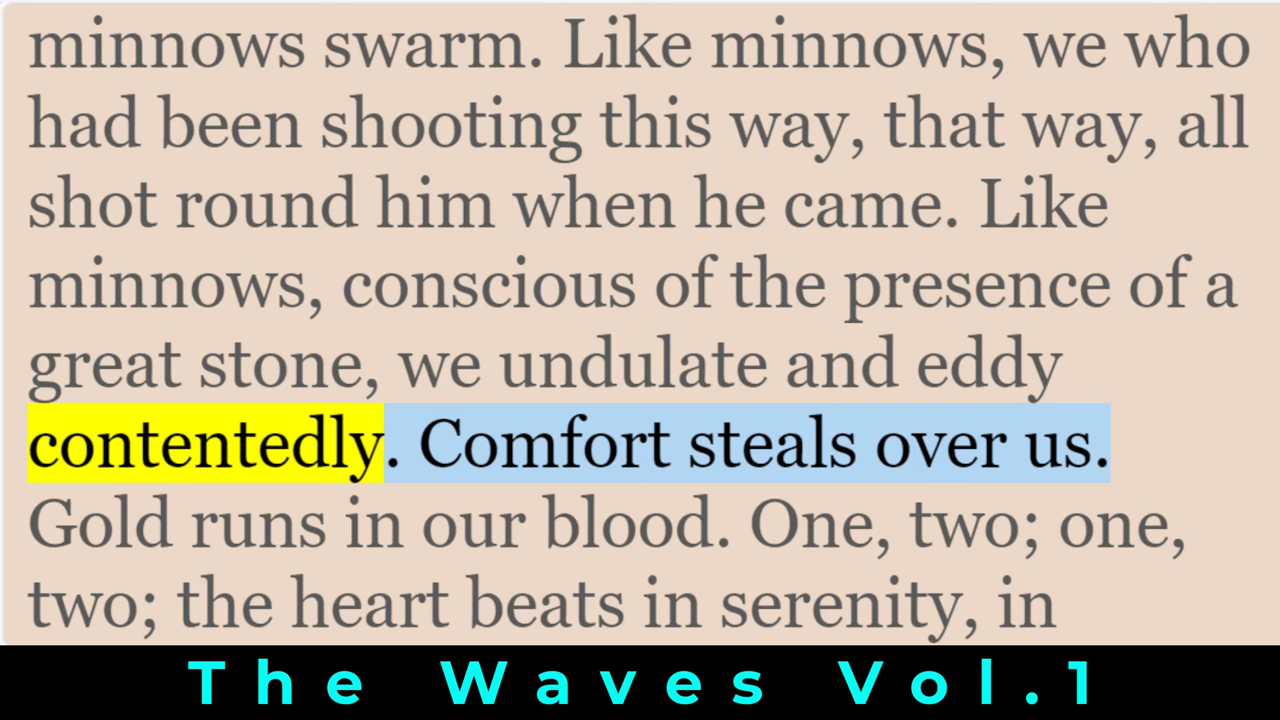 minnows swarm. Like minnows, we who
had been shooting this way, that way, all
shot round him when he came. Like
minnows, conscious of the presence of a
great stone, we undulate and eddy
contentedly. Comfort steals over us.
Gold runs in our blood. One, two; one,
two; the heart beats in serenity, in
The Waves Vol.1